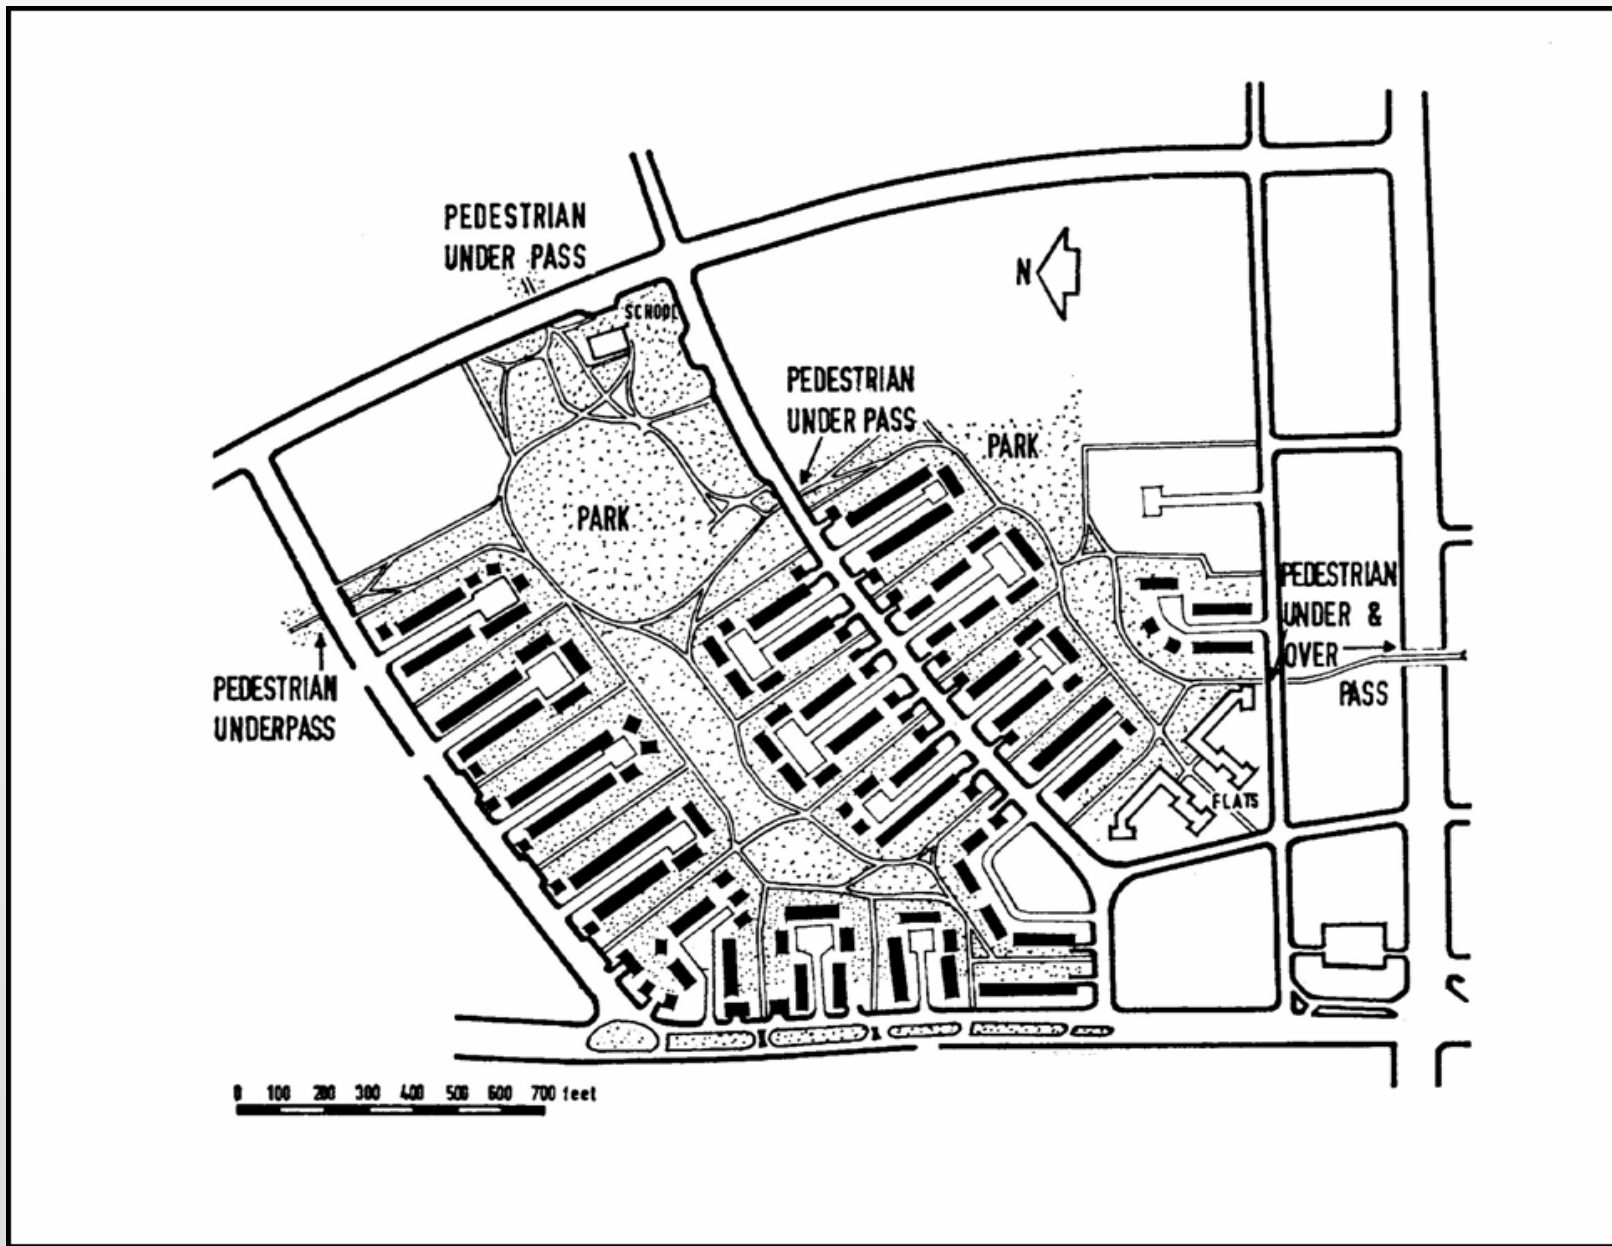 PEDESTRIAN
UNDER PASS
N
SCHOOL
PEDESTRIAN
UNDER PASS
PARK
PARK
PEDESTRIAN
UNDER &
OVER
PASS
PEDESTRIAN
UNDERPASS
FLATS
0 100 200 300 400 500 600 700 feet